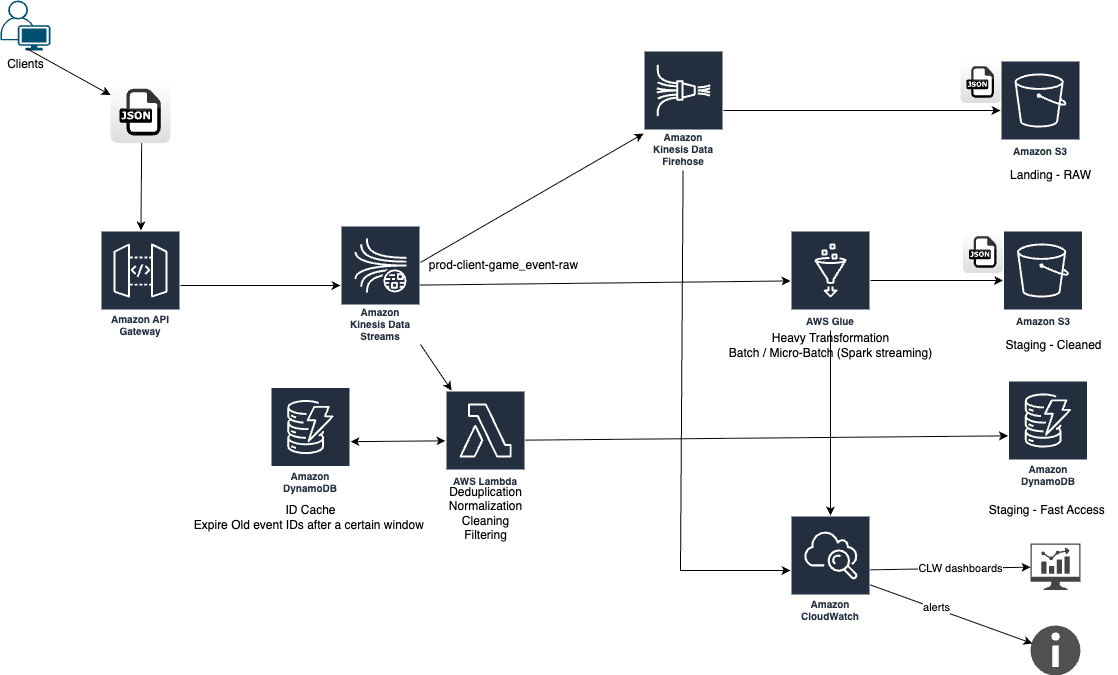 Clients
JSON
Amazon
Kinesis Data
Firehose
JSON
Amazon S3
Landing - RAW
Amazon API
Gateway
Amazon
Kinesis Data
Streams
prod-client-game_event-raw
AWS Glue
Heavy Transformation
Batch / Micro-Batch (Spark streaming)
JSON
Amazon S3
Staging - Cleaned
Amazon
DynamoDB
ID Cache
Expire Old event IDs after a certain window
AWS Lambda
Deduplication
Normalization
Cleaning
Filtering
Amazon
DynamoDB
Staging - Fast Access
Amazon
CloudWatch
CLW dashboards
alerts